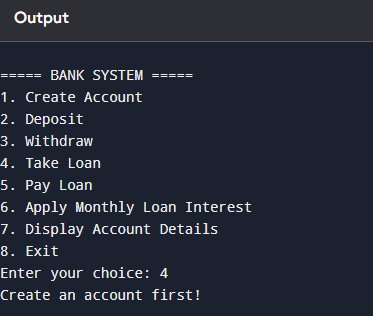 Output
===== BANK SYSTEM =====
1. Create Account
2. Deposit
3. Withdraw
4. Take Loan
5. Pay Loan
6. Apply Monthly Loan Interest
7. Display Account Details
8. Exit
Enter your choice: 4
Create an account first!